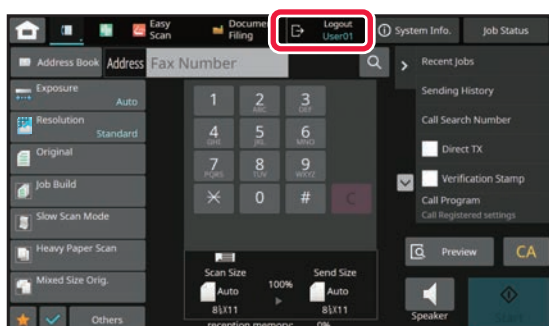 Easy
Scan
Document
Filing
Logout
User01
System Info.
Job Status
Address Book
Address
Fax Number
Recent Jobs
Exposure
Auto
Resolution
Standard
Original
Job Build
Slow Scan Mode
Heavy Paper Scan
Mixed Size Orig.
Others
1
2
ABC
3
DEF
4
GHI
5
JKL
6
MNO
7
PQRS
8
TUV
9
WXYZ
0
#
C
Scan Size
100%
Send Size
Auto
Auto
8½X11
8½X11
reception memory: 0%
Sending History
Call Search Number
Direct TX
Verification Stamp
Call Program
Call Registered settings
Preview
CA
Speaker
Start